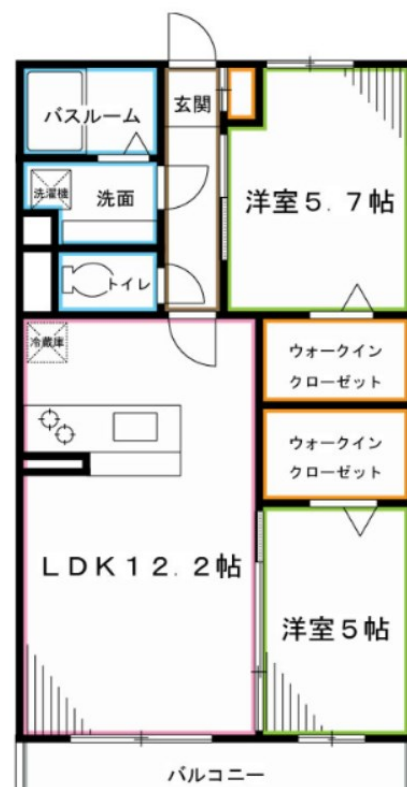 バスルーム
玄関
洗濯機
洗面
洋室5.7帖
トイレ
冷蔵庫
ウォークイン
クローゼット
ウォークイン
クローゼット
LDK12.2帖
洋室5帖
バルコニー